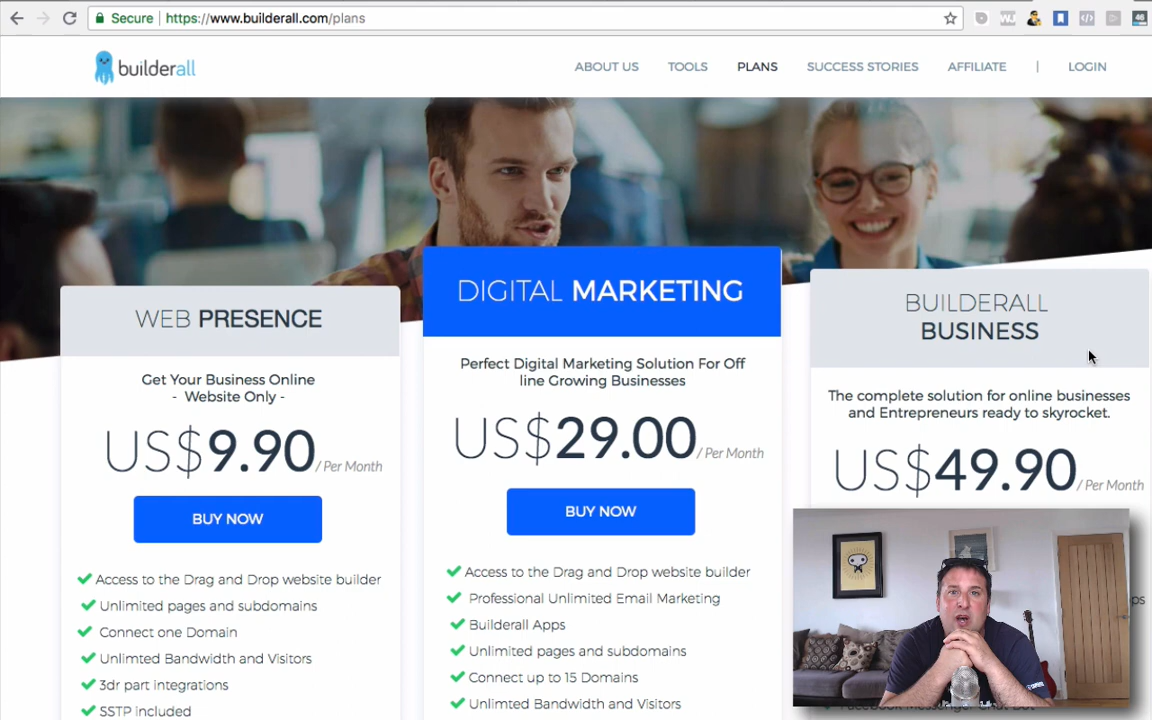 Secure
https://www.builderall.com/plans
WJ
46
builderall
ABOUT US
TOOLS
PLANS
SUCCESS STORIES
AFFILIATE
|
LOGIN
WEB PRESENCE
Get Your Business Online
- Website Only -
US$9.90/ Per Month
BUY NOW
Access to the Drag and Drop website builder
Unlimited pages and subdomains
Connect one Domain
Unlimted Bandwidth and Visitors
3dr part integrations
SSTP included
DIGITAL MARKETING
Perfect Digital Marketing Solution For Off
line Growing Businesses
US$29.00/ Per Month
BUY NOW
Access to the Drag and Drop website builder
Professional Unlimited Email Marketing
Builderall Apps
Unlimited pages and subdomains
Connect up to 15 Domains
Unlimted Bandwidth and Visitors
BUILDERALL
BUSINESS
The complete solution for online businesses
and Entrepreneurs ready to skyrocket.
US$49.90/ Per Month